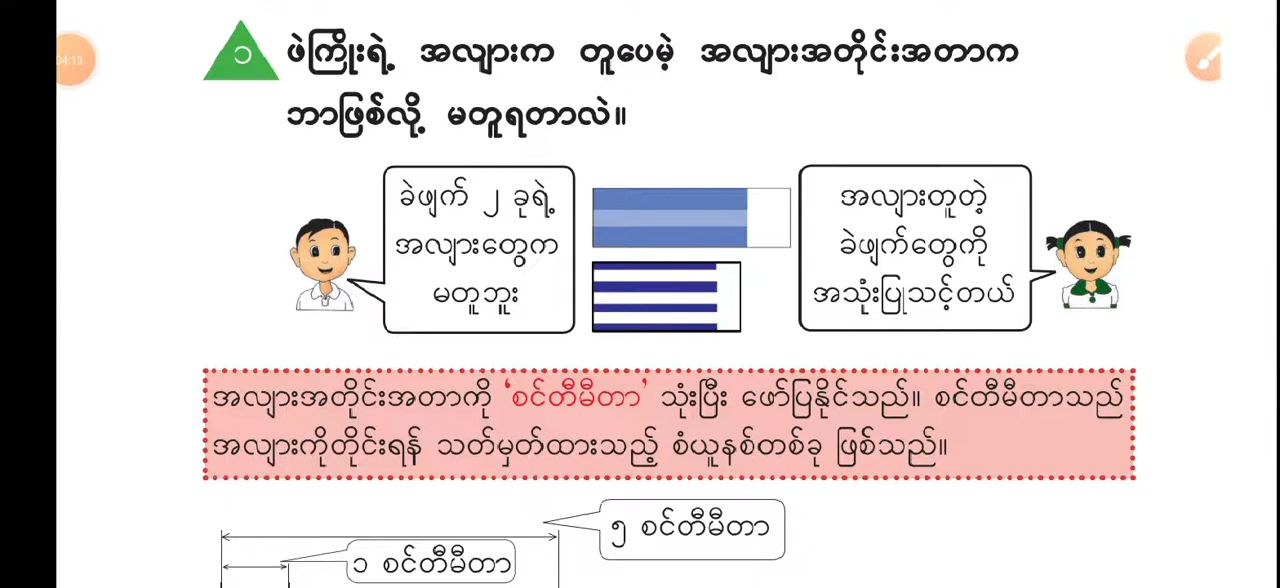 04:13
၁
ဖဲကြိုးရဲ့ အလျားက တူပေမဲ့ အလျားအတိုင်းအတာက
ဘာဖြစ်လို့ မတူရတာလဲ။
ခဲဖျက် ၂ ခုရဲ့
အလျားတွေက
မတူဘူး
အလျားတူတဲ့
ခဲဖျက်တွေကို
အသုံးပြုသင့်တယ်
အလျားအတိုင်းအတာကို ‘စင်တီမီတာ’ သုံးပြီး ဖော်ပြနိုင်သည်။ စင်တီမီတာသည်
အလျားကိုတိုင်းရန် သတ်မှတ်ထားသည့် စံယူနစ်တစ်ခု ဖြစ်သည်။
၅ စင်တီမီတာ
၁ စင်တီမီတာ